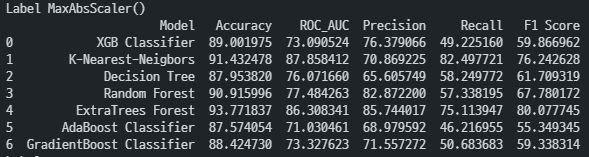 Label MaxAbsScaler()
Model Accuracy ROC_AUC Precision Recall F1 Score
0 XGB Classifier 89.001975 73.090524 76.379066 49.225160 59.866962
1 K-Nearest-Neigbors 91.432478 87.858412 70.869225 82.497721 76.242628
2 Decision Tree 87.953820 76.071660 65.605749 58.249772 61.709319
3 Random Forest 90.915996 77.484263 82.872200 57.338195 67.780172
4 ExtraTrees Forest 93.771837 86.308341 85.744017 75.113947 80.077745
5 AdaBoost Classifier 87.574054 71.030461 68.979592 46.216955 55.349345
6 GradientBoost Classifier 88.424730 73.327623 71.557272 50.683683 59.338314